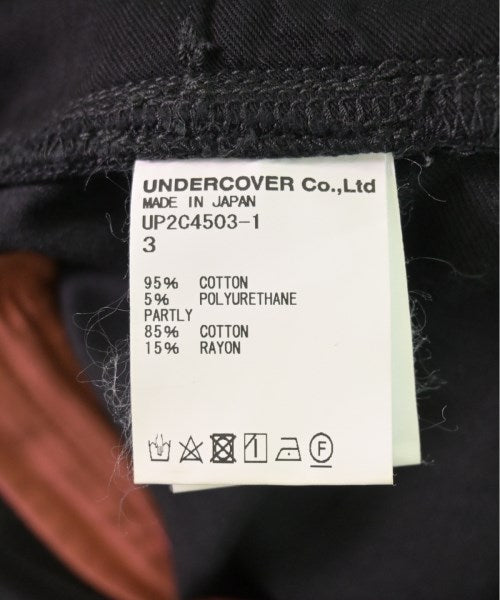 UNDERCOVER Co.,Ltd
MADE IN JAPAN
UP2C4503-1
3
95% COTTON
5% POLYURETHANE
PARTLY
85% COTTON
15% RAYON
F